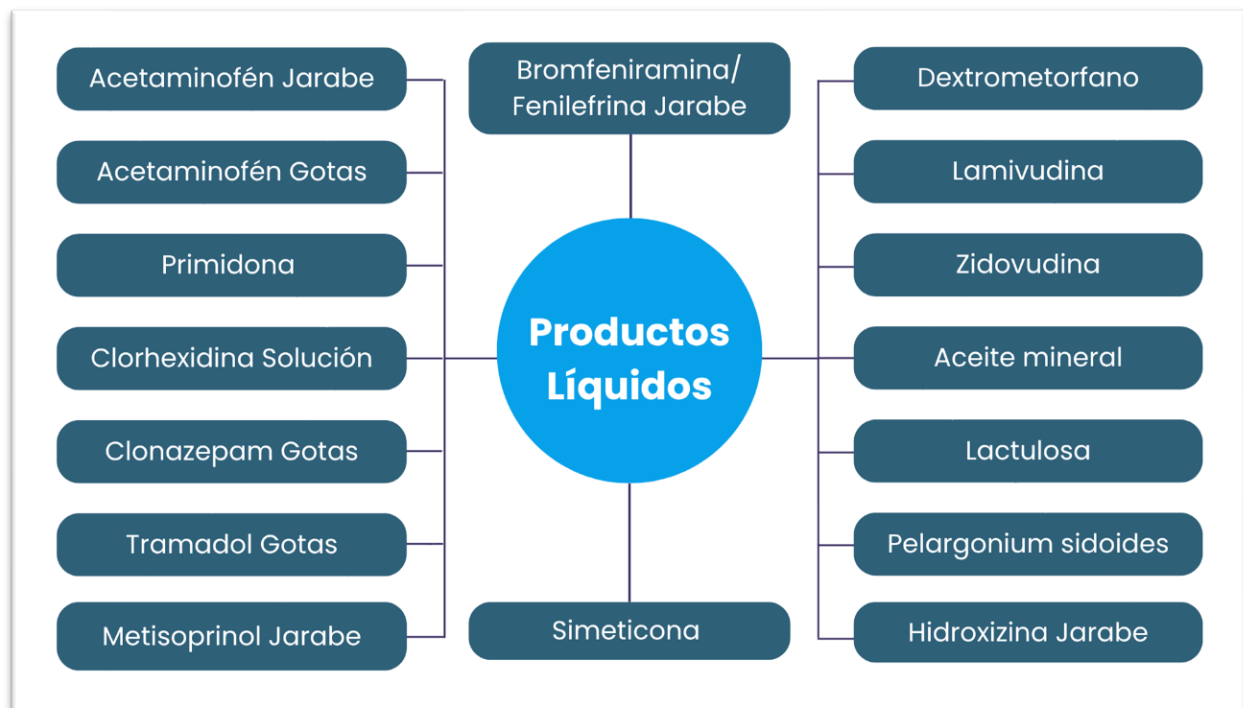 Acetaminofén Jarabe
Acetaminofén Gotas
Primidona
Clorhexidina Solución
Clonazepam Gotas
Tramadol Gotas
Metisoprinol Jarabe
Bromfeniramina/
Fenilefrina Jarabe
Productos
Líquidos
Simeticona
Dextrometorfano
Lamivudina
Zidovudina
Aceite mineral
Lactulosa
Pelargonium sidoides
Hidroxizina Jarabe